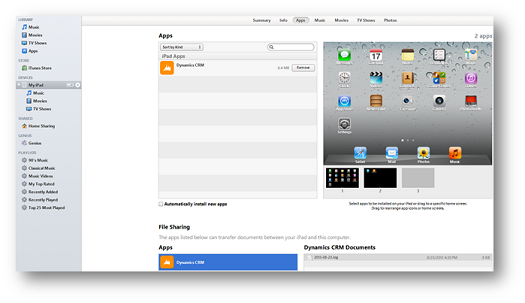 Summary Info Apps Music Movies TV Shows Photos
LIBRARY
Music
Movies
TV Shows
Apps
STORE
iTunes Store
DEVICES
My iPad
Music
Movies
TV Shows
SHARED
Home Sharing
GENIUS
Genius
PLAYLISTS
90's Music
Classical Music
Music Videos
My Top Rated
Recently Added
Recently Played
Top 25 Most Played
Apps
2 apps
Sort by Kind
iPad Apps
Dynamics CRM
Remove
Settings
Safari Mail Photos Music
1 2 3
Automatically install new apps
Select apps to be installed on your iPad or drag to a specific home screen.
Drag to rearrange app icons or home screens.
File Sharing
The apps listed below can transfer documents between your iPad and this computer.
Apps
Dynamics CRM Documents
Dynamics CRM